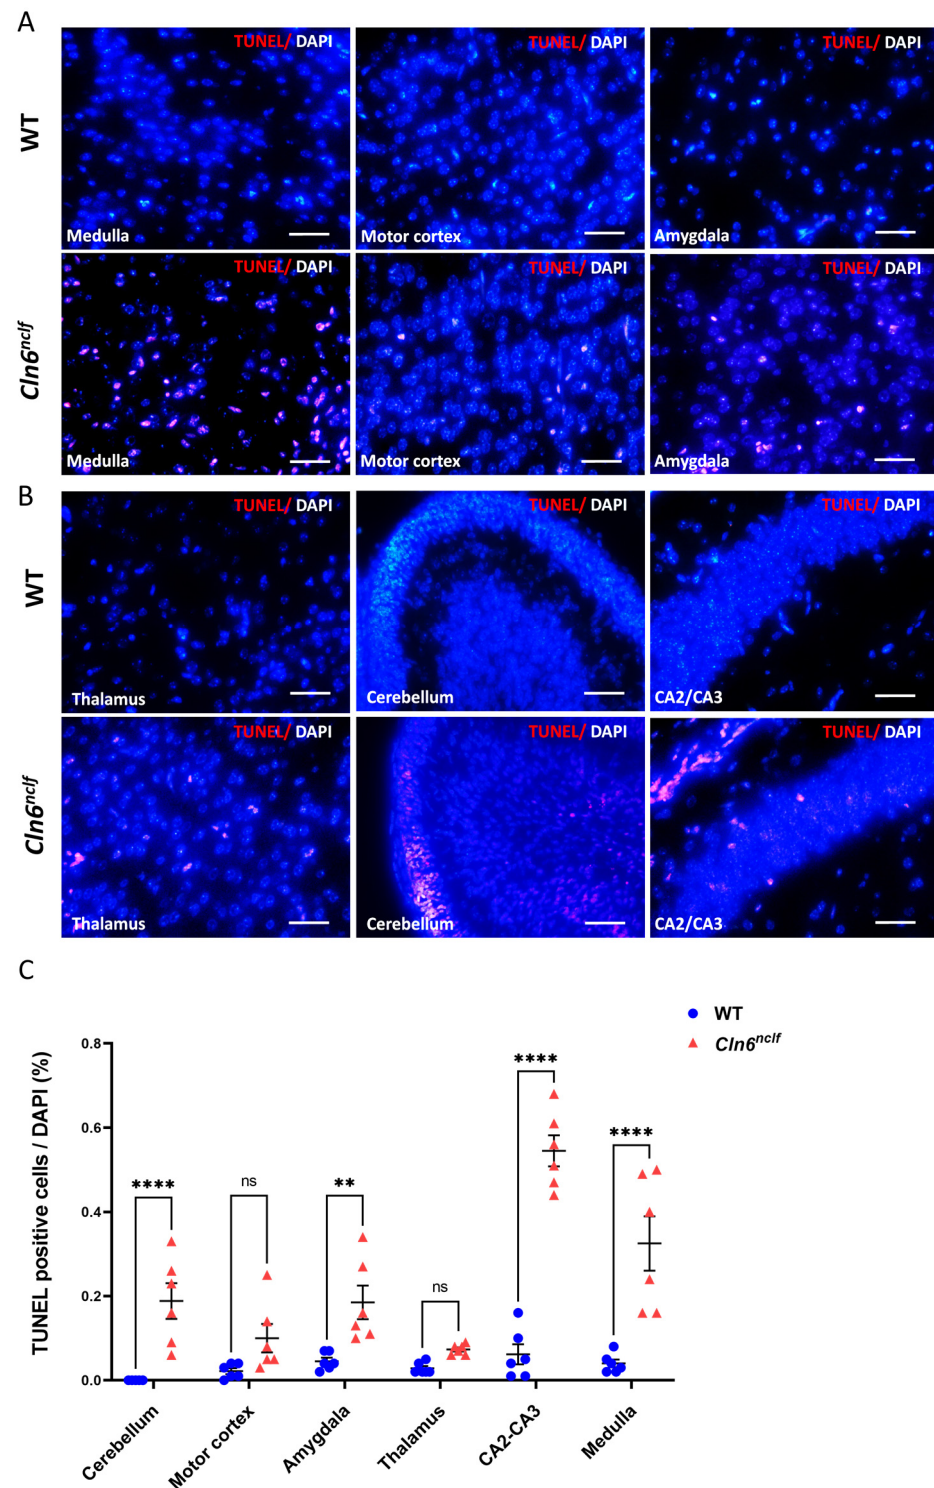 A
WT
TUNEL/ DAPI
Medulla
TUNEL/ DAPI
Motor cortex
TUNEL/ DAPI
Amygdala
Cln6nclf
TUNEL/ DAPI
Medulla
TUNEL/ DAPI
Motor cortex
TUNEL/ DAPI
Amygdala
B
WT
TUNEL/ DAPI
Thalamus
TUNEL/ DAPI
Cerebellum
TUNEL/ DAPI
CA2/CA3
Cln6nclf
TUNEL/ DAPI
Thalamus
TUNEL/ DAPI
Cerebellum
TUNEL/ DAPI
CA2/CA3
C
WT
Cln6nclf
TUNEL positive cells / DAPI (%)
0.8
0.6
0.4
0.2
0.0
****
ns
**
ns
****
****
Cerebellum
Motor cortex
Amygdala
Thalamus
CA2-CA3
Medulla